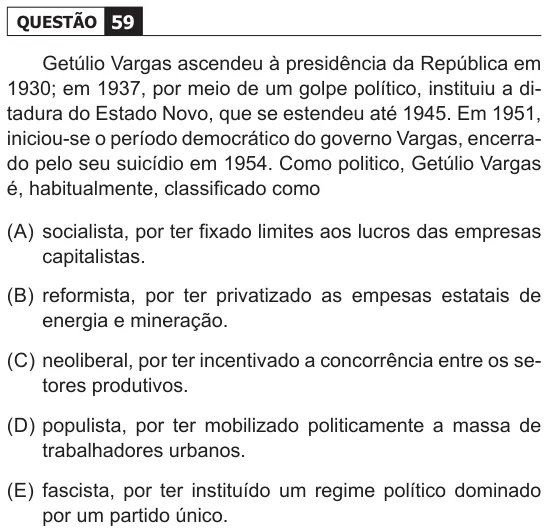 QUESTÃO 59
Getúlio Vargas ascendeu à presidência da República em
1930; em 1937, por meio de um golpe político, instituiu a di-
tadura do Estado Novo, que se estendeu até 1945. Em 1951,
iniciou-se o período democrático do governo Vargas, encerra-
do pelo seu suicídio em 1954. Como politico, Getúlio Vargas
é, habitualmente, classificado como
(A) socialista, por ter fixado limites aos lucros das empresas
capitalistas.
(B) reformista, por ter privatizado as empesas estatais de
energia e mineração.
(C) neoliberal, por ter incentivado a concorrência entre os se-
tores produtivos.
(D) populista, por ter mobilizado politicamente a massa de
trabalhadores urbanos.
(E) fascista, por ter instituído um regime político dominado
por um partido único.